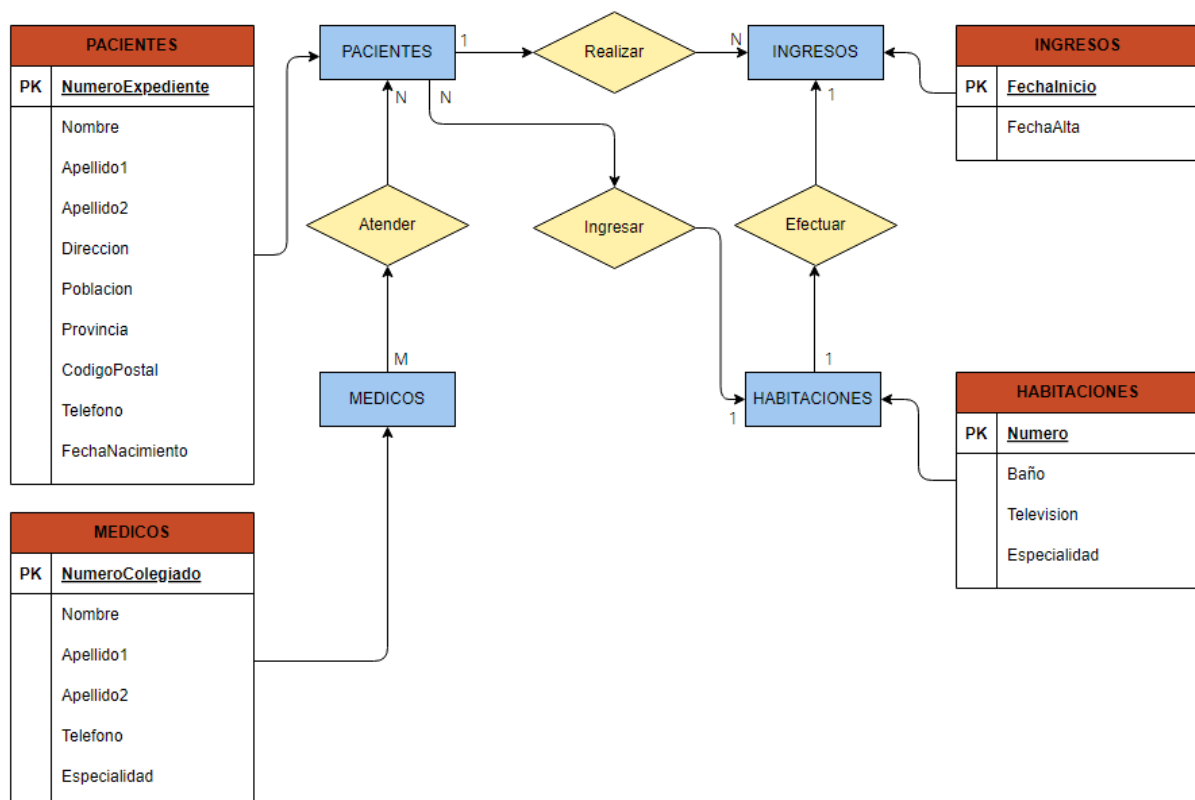 PACIENTES
PK NumeroExpediente
Nombre
Apellido1
Apellido2
Direccion
Poblacion
Provincia
CodigoPostal
Telefono
FechaNacimiento
MEDICOS
PK NumeroColegiado
Nombre
Apellido1
Apellido2
Telefono
Especialidad
PACIENTES
1
Realizar
N
INGRESOS
N
N
1
Atender
Ingresar
Efectuar
M
1
MEDICOS
HABITACIONES
1
INGRESOS
PK FechaInicio
FechaAlta
HABITACIONES
PK Numero
Baño
Television
Especialidad